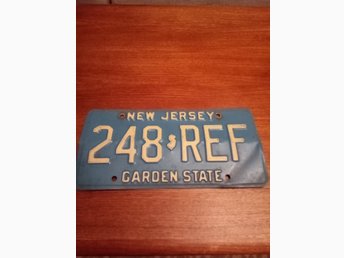 NEW JERSEY
248 REF
GARDEN STATE